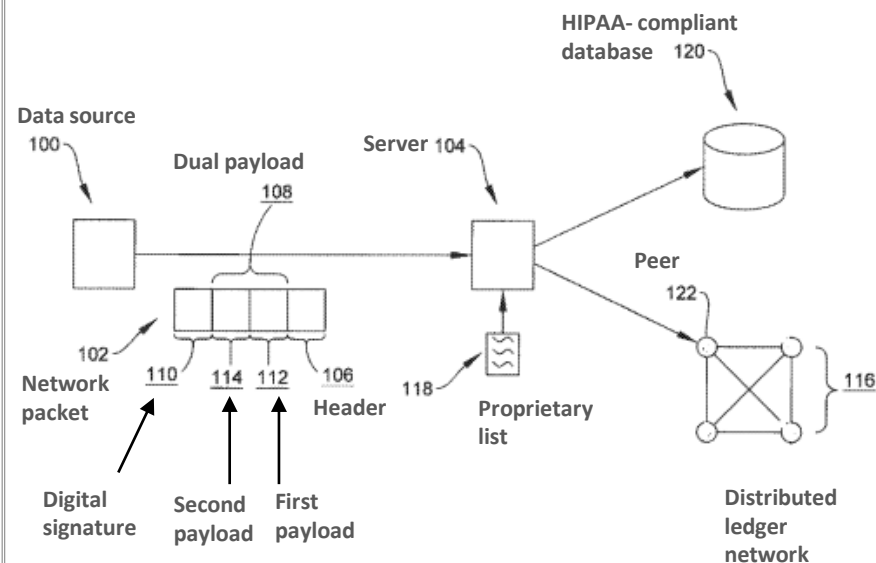 HIPAA- compliant
database 120
Data source
100
Dual payload
108
Server 104
Peer
122
102
110 114 112 106
118
116
Network
packet
Header
Proprietary
list
Digital
signature
Second
payload
First
payload
Distributed
ledger
network